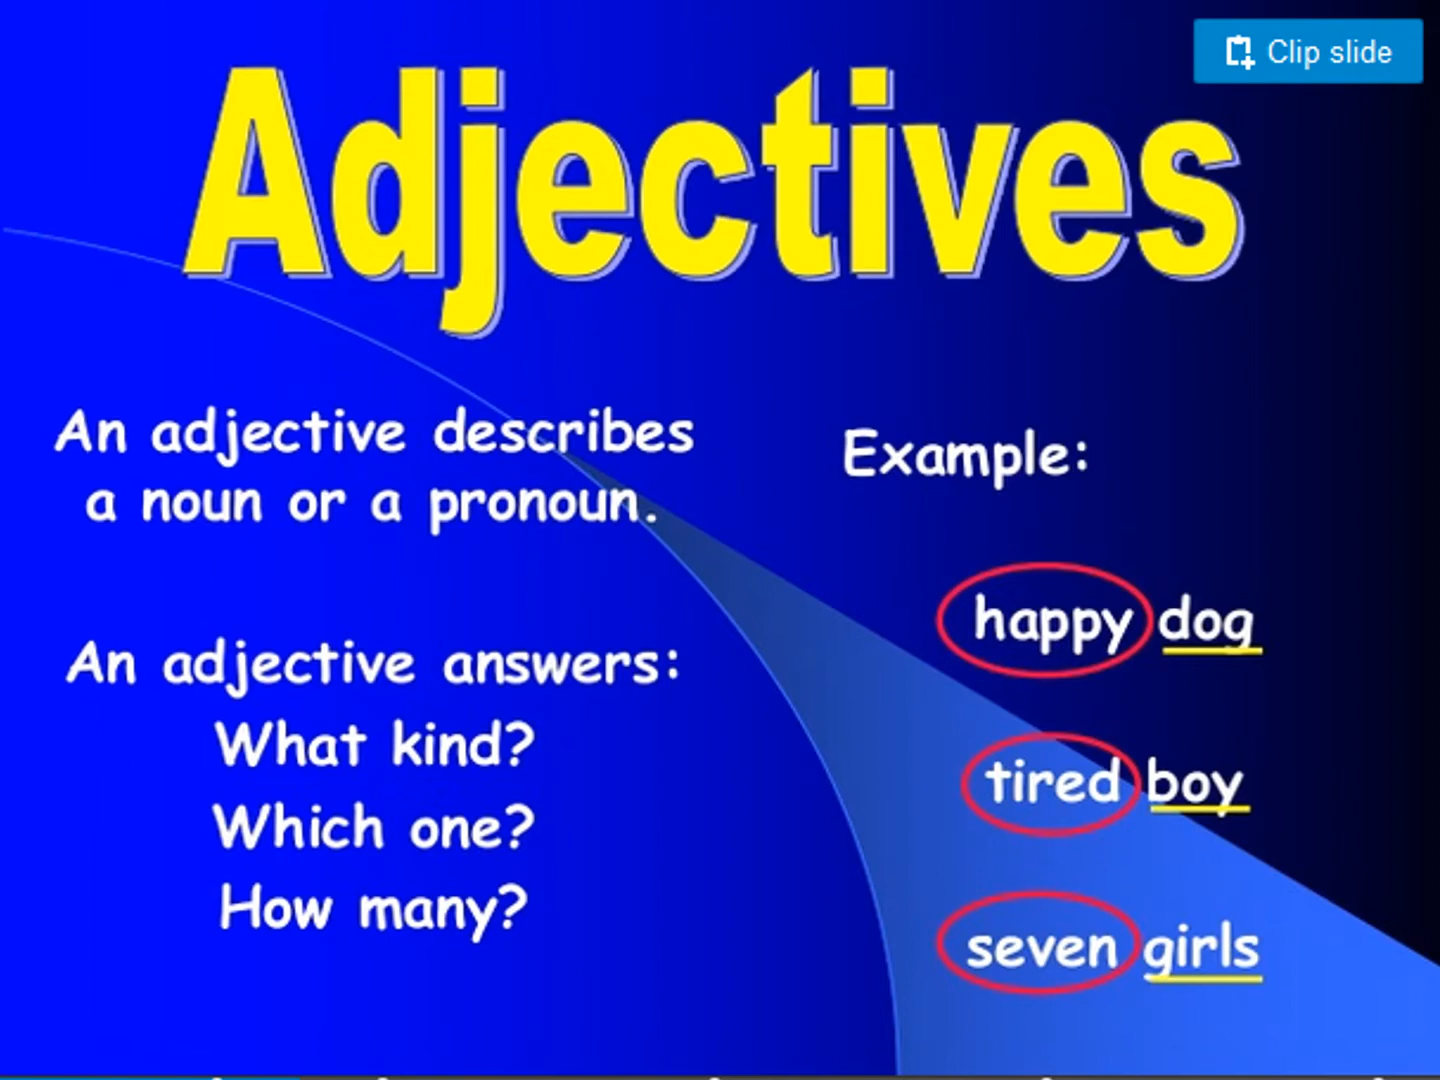 Clip slide
Adjectives
An adjective describes
a noun or a pronoun.
An adjective answers:
What kind?
Which one?
How many?
Example:
happy dog
tired boy
seven girls